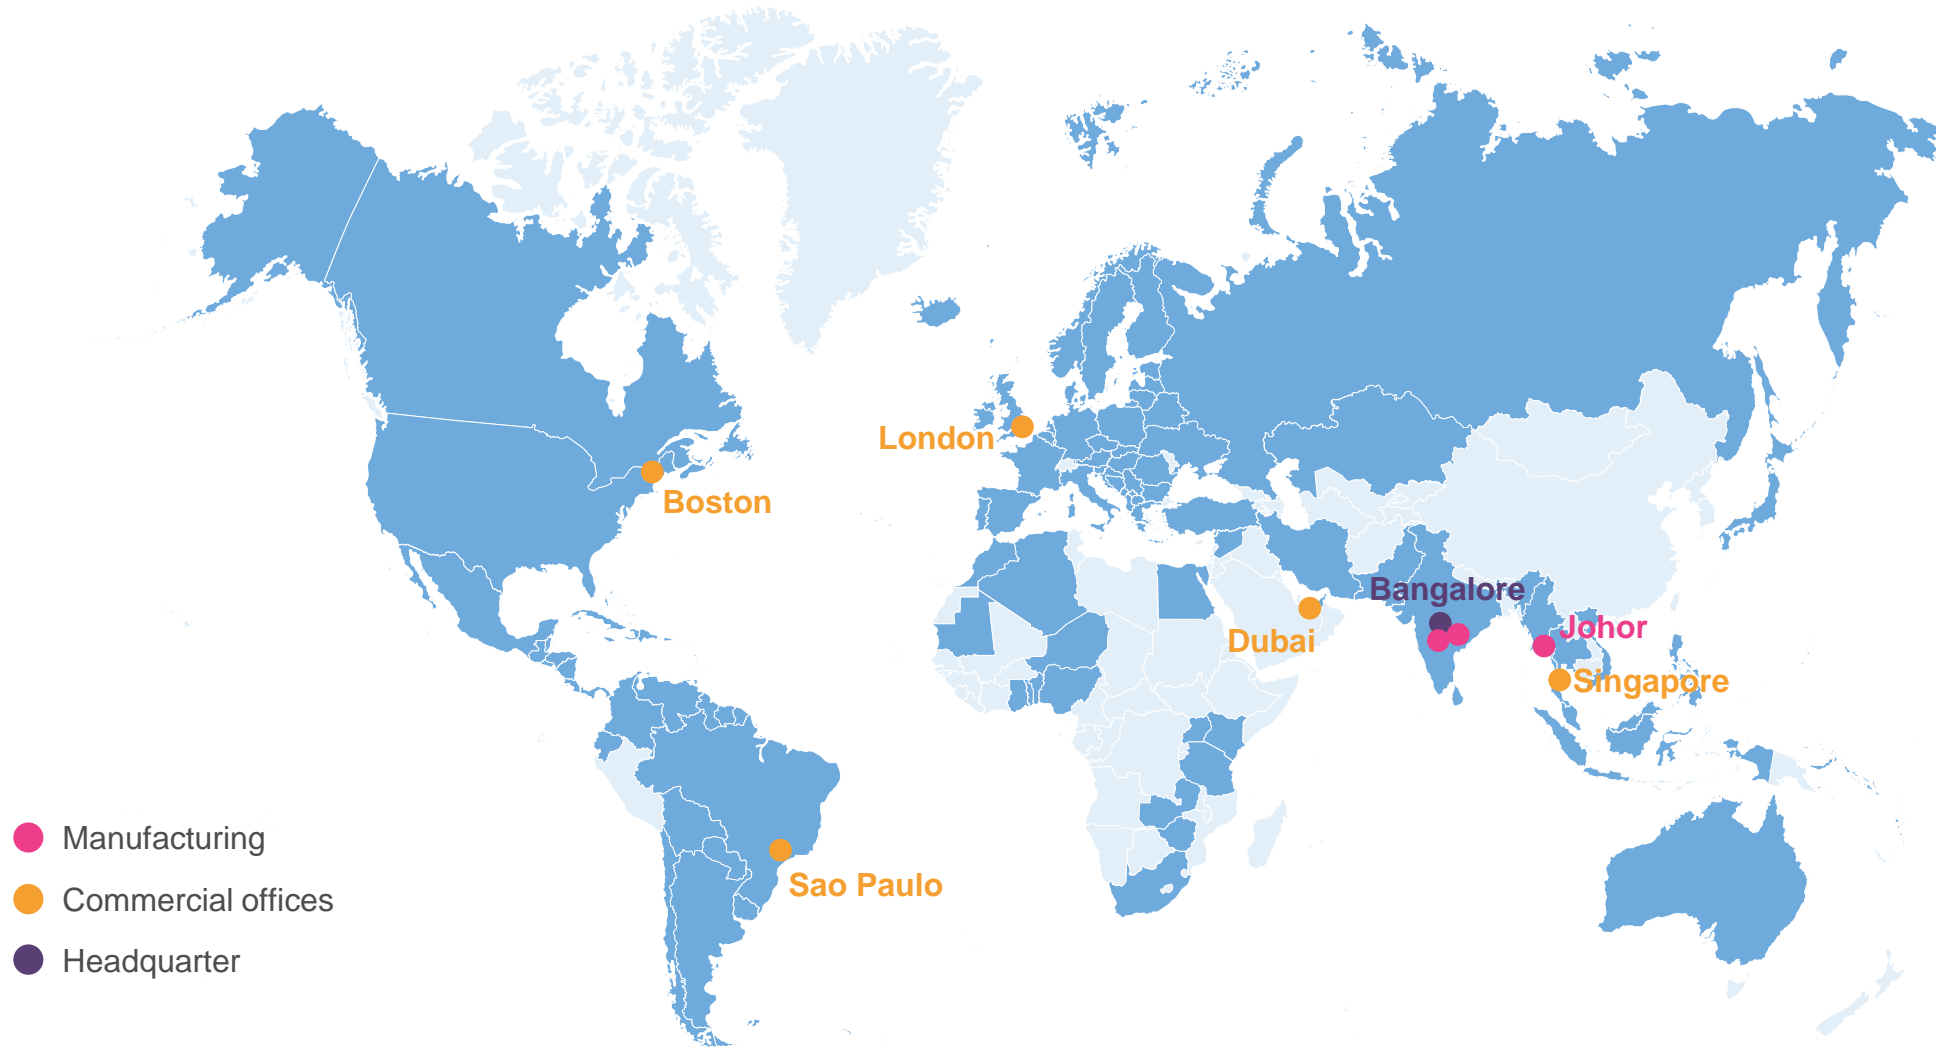 London
Boston
Bangalore
Johor
Dubai
Singapore
Manufacturing
Sao Paulo
Commercial offices
Headquarter